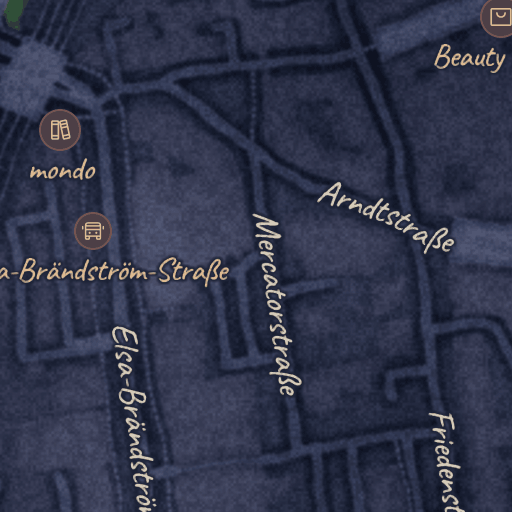 Beauty
mondo
Arndtstraße
Mercatorstraße
a-Brändström-Straße
Elsa-Brändströ
Friedenst